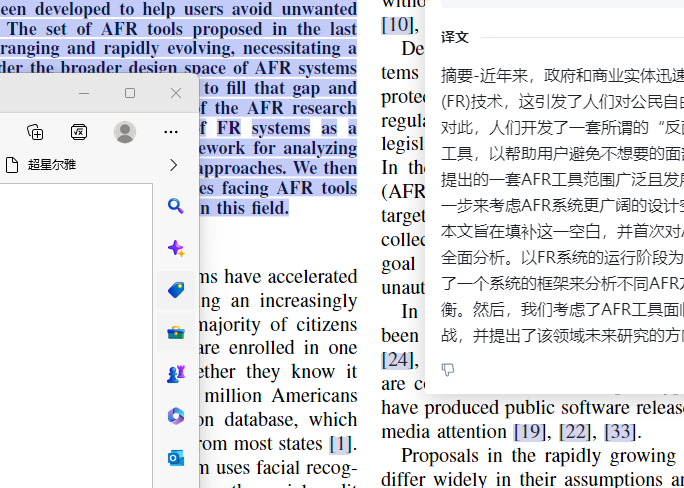 een developed to help users avoid unwanted
The set of AFR tools proposed in the last
ranging and rapidly evolving, necessitating a
der the broader design space of AFR systems
to fill that gap and
of the AFR research
of FR systems as a
ework for analyzing
approaches. We then
es facing AFR tools
n this field.
超星尔雅
ms have accelerated
ng an increasingly
majority of citizens
are enrolled in one
ether they know it
million Americans
on database, which
rom most states [1].
m uses facial recog-
[10],
De
tems
prote
regula
legisl
In the
(AFR
target
collec
goal
unaut
In
been
[24],
are co
have produced public software release
media attention [19], [22], [33].
Proposals in the rapidly growing
differ widely in their assumptions an
译文
摘要-近年来，政府和商业实体迅速
(FR)技术，这引发了人们对公民自
对此，人们开发了一套所谓的“反面
工具，以帮助用户避免不想要的面部
提出的一套AFR工具范围广泛且发
一步来考虑AFR系统更广阔的设计空
本文旨在填补这一空白，并首次对A
全面分析。以FR系统的运行阶段为
了一个系统的框架来分析不同AFR方
衡。然后，我们考虑了AFR工具面临
战，并提出了该领域未来研究的方向